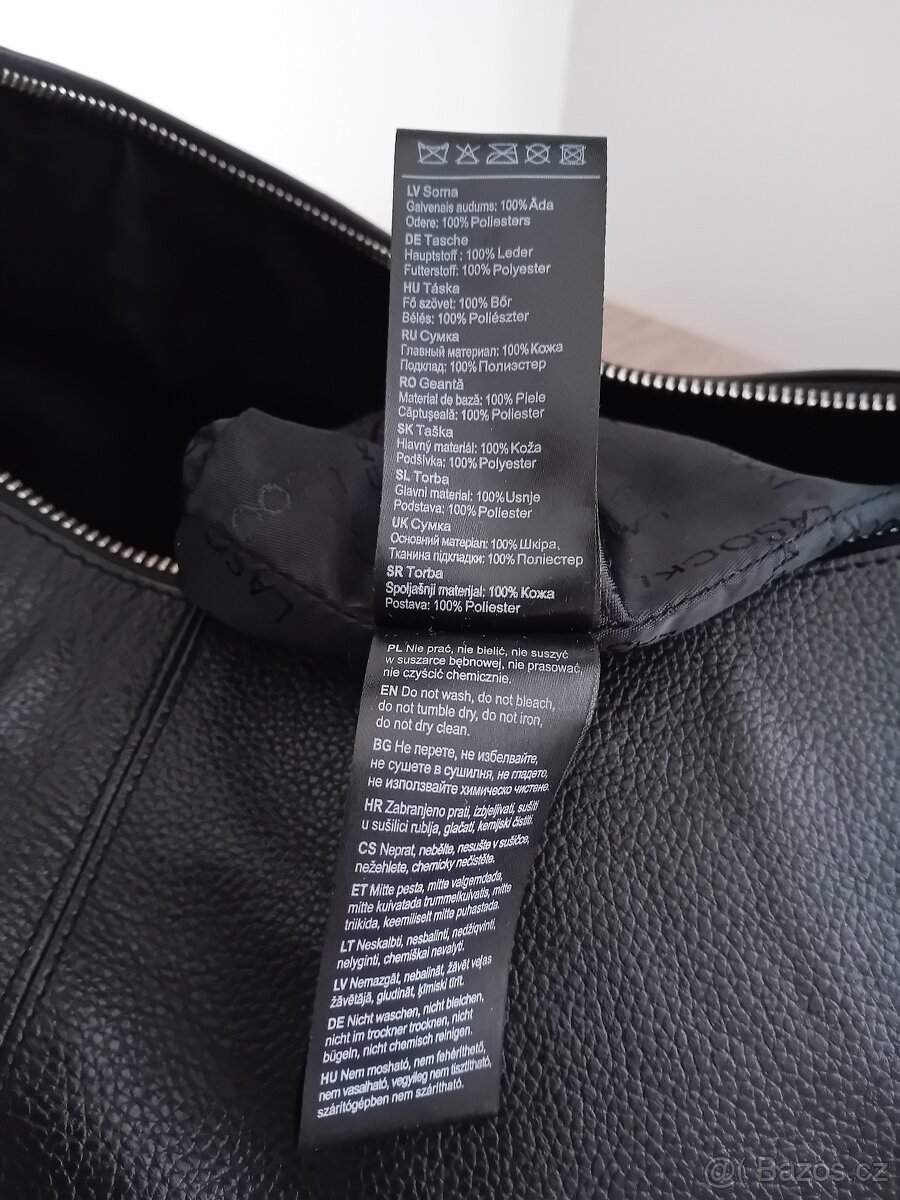 LV Soma
Galvenais audums: 100% Āda
Odere: 100% Poliesters
DE Tasche
Hauptstoff : 100% Leder
Futterstoff: 100% Polyester
HU Táska
Fő szövet: 100% Bőr
Bélés: 100% Poliészter
RU Сумка
Главный материал: 100% Кожа
Подклад: 100% Полиэстер
RO Geantă
Material de bază: 100% Piele
Căptușeală: 100% Poliester
SK Taška
Hlavný materiál: 100% Koža
Podšívka: 100% Polyester
SL Torba
Glavni material: 100% Usnje
Podstava: 100% Poliester
UK Сумка
Основний матеріал: 100% Шкіра,
Тканина підкладки: 100% Поліестер
SR Torba
Spoljašnji materijal: 100% Кожа
Postava: 100% Poliester
PL Nie prać, nie bielić, nie suszyć
w suszarce bębnowej, nie prasować,
nie czyścić chemicznie.
EN Do not wash, do not bleach,
do not tumble dry, do not iron,
do not dry clean.
BG Не перете, не избелвайте,
не сушете в сушилня, не гладете,
не използвайте химическо чистене.
HR Zabranjeno prati, izbjeljivati, sušiti
u sušilici rublja, glačati, kemijski čistiti.
CS Neprat, nebělte, nesušte v sušičce,
nežehlete, chemicky nečistěte.
ET Mitte pesta, mitte valgendada,
mitte kuivatada trummelkuivatis, mitte
triikida, keemiliselt mitte puhastada.
LT Neskalbti, nesbalinti, nedžiovinti,
nelyginti, chemiškai nevalyti.
LV Nemazgāt, nebalināt, žāvēt veļas
žāvētājā, gludināt, ķīmiski tīrīt.
DE Nicht waschen, nicht bleichen,
nicht im trockner trocknen, nicht
bügeln, nicht chemisch reinigen.
HU Nem mosható, nem fehéríthető,
nem vasalható, vegyileg nem tisztítható,
szárítógépben nem szárítható.
LASOCKI
@( Bazoš.cz